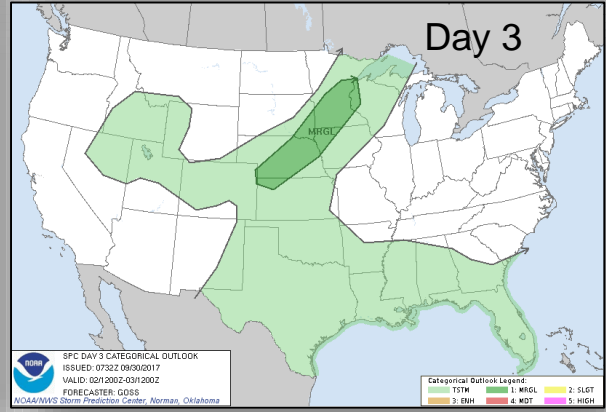 Day 3
MRGL
NOAA
SPC DAY 3 CATEGORICAL OUTLOOK
ISSUED: 0732Z 09/30/2017
VALID: 02/1200Z-03/1200Z
FORECASTER: GOSS
NOAA/NWS Storm Prediction Center, Norman, Oklahoma
Categorical Outlook Legend:
TSTM 1: MRGL 2: SLGT
3: ENH 4: MDT 5: HIGH